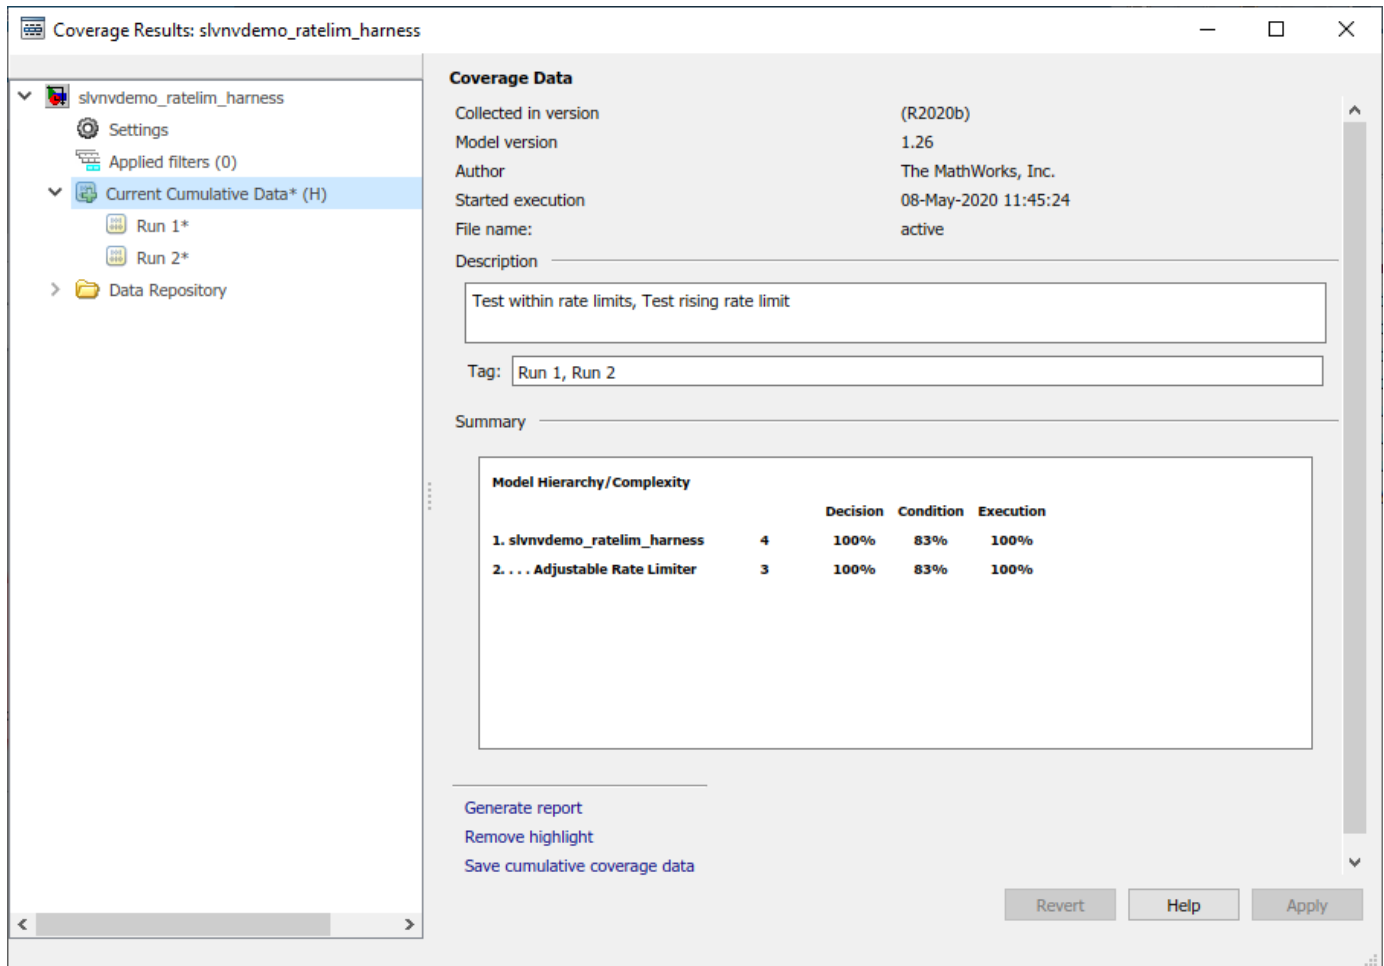 Coverage Results: slvnvdemo_ratelim_harness
slvnvdemo_ratelim_harness
Settings
Applied filters (0)
Current Cumulative Data* (H)
Run 1*
Run 2*
Data Repository
Coverage Data
Collected in version (R2020b)
Model version 1.26
Author The MathWorks, Inc.
Started execution 08-May-2020 11:45:24
File name: active
Description
Test within rate limits, Test rising rate limit
Tag: Run 1, Run 2
Summary
Model Hierarchy/Complexity
Decision Condition Execution
1. slvnvdemo_ratelim_harness 4 100% 83% 100%
2. . . . Adjustable Rate Limiter 3 100% 83% 100%
Generate report
Remove highlight
Save cumulative coverage data
Revert Help Apply